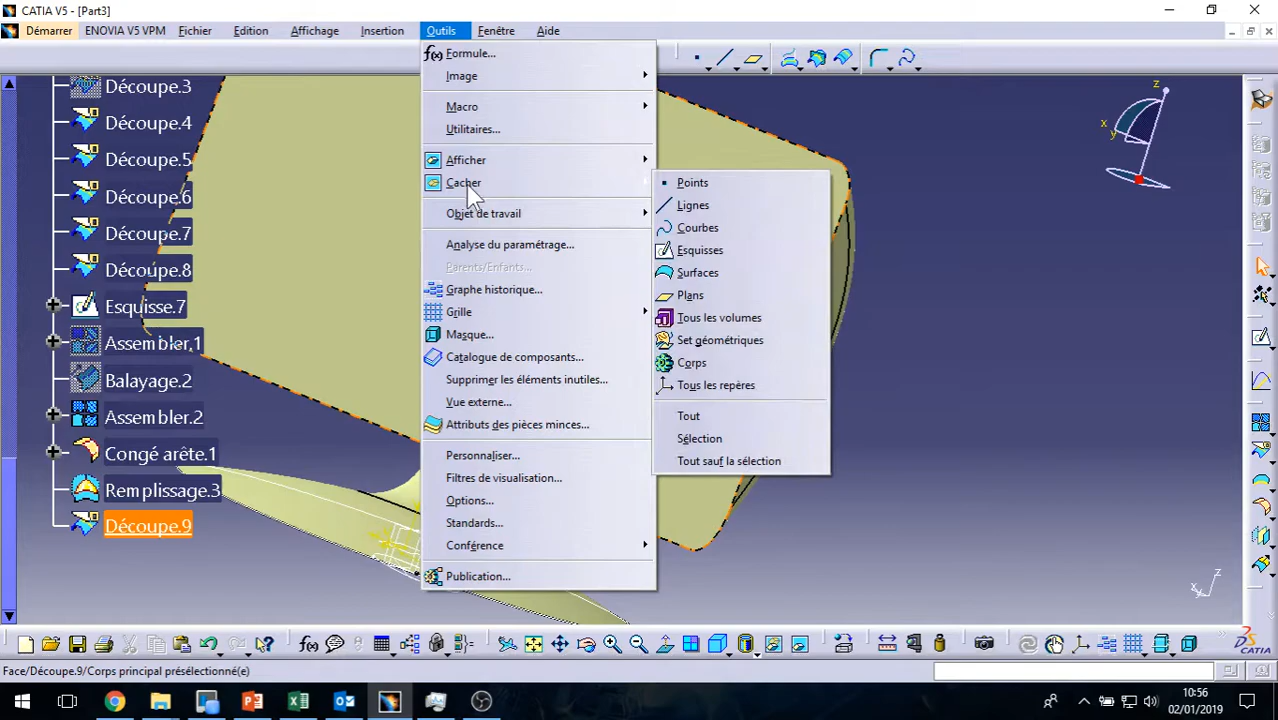 CATIA V5 - [Part3]
Démarrer ENOVIA V5 VPM Fichier Edition Affichage Insertion Outils Fenêtre Aide
Découpe.3
Découpe.4
Découpe.5
Découpe.6
Découpe.7
Découpe.8
Esquisse.7
Assembler.1
Balayage.2
Assembler.2
Congé arête.1
Remplissage.3
Découpe.9
Formule...
Image
Macro
Utilitaires...
Afficher
Cacher
Objet de travail
Analyse du paramétrage...
Parents/Enfants...
Graphe historique...
Grille
Masque...
Catalogue de composants...
Supprimer les éléments inutiles...
Vue externe...
Attributs des pièces minces...
Personnaliser...
Filtres de visualisation...
Options...
Standards...
Conférence
Publication...
Points
Lignes
Courbes
Esquisses
Surfaces
Plans
Tous les volumes
Set géométriques
Corps
Tous les repères
Tout
Sélection
Tout sauf la sélection
z
x
y
z
x
CATIA
Face/Découpe.9/Corps principal présélectionné(e)
10:56
02/01/2019